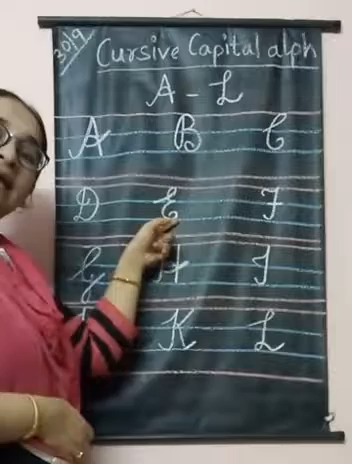 30/9
Cursive Capital alph
A - L
A B C
D E F
G H I
K L